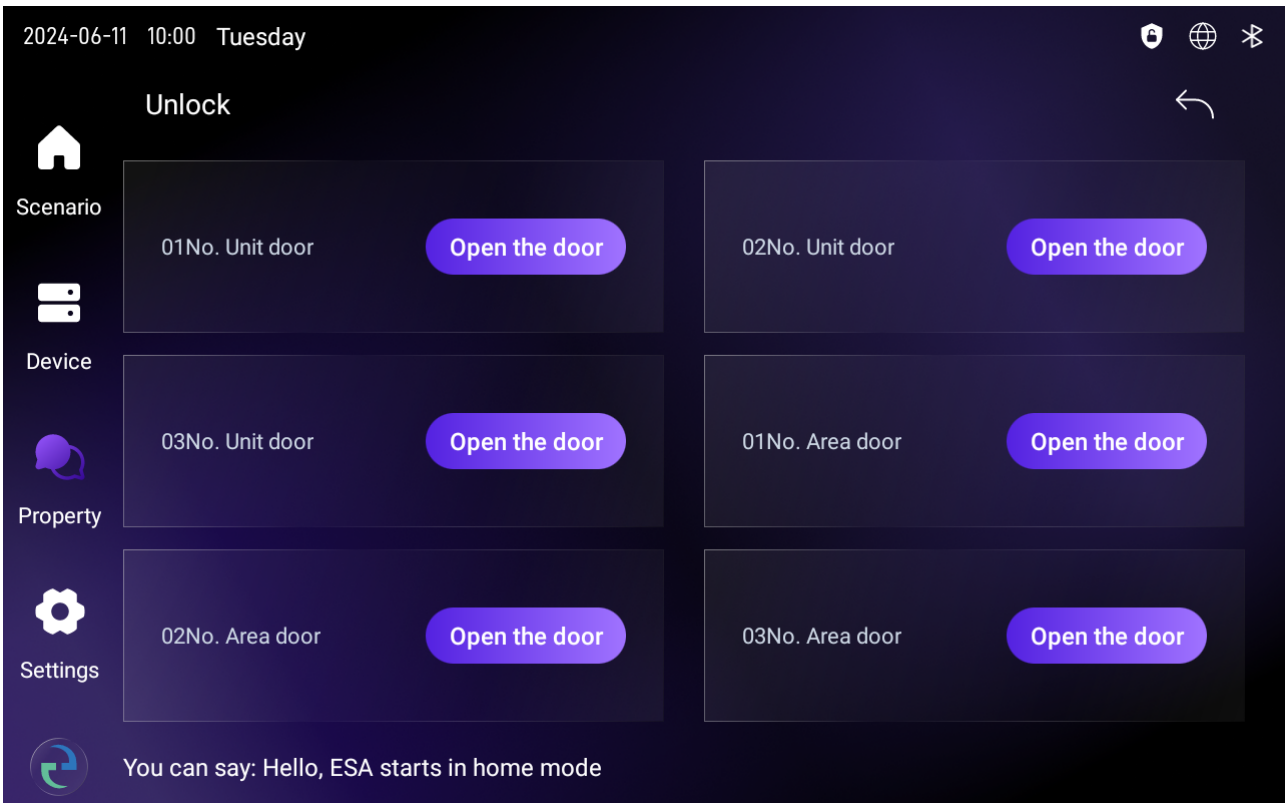 2024-06-11 10:00 Tuesday
Unlock
Scenario
01No. Unit door Open the door
02No. Unit door Open the door
Device
03No. Unit door Open the door
01No. Area door Open the door
Property
02No. Area door Open the door
03No. Area door Open the door
Settings
You can say: Hello, ESA starts in home mode